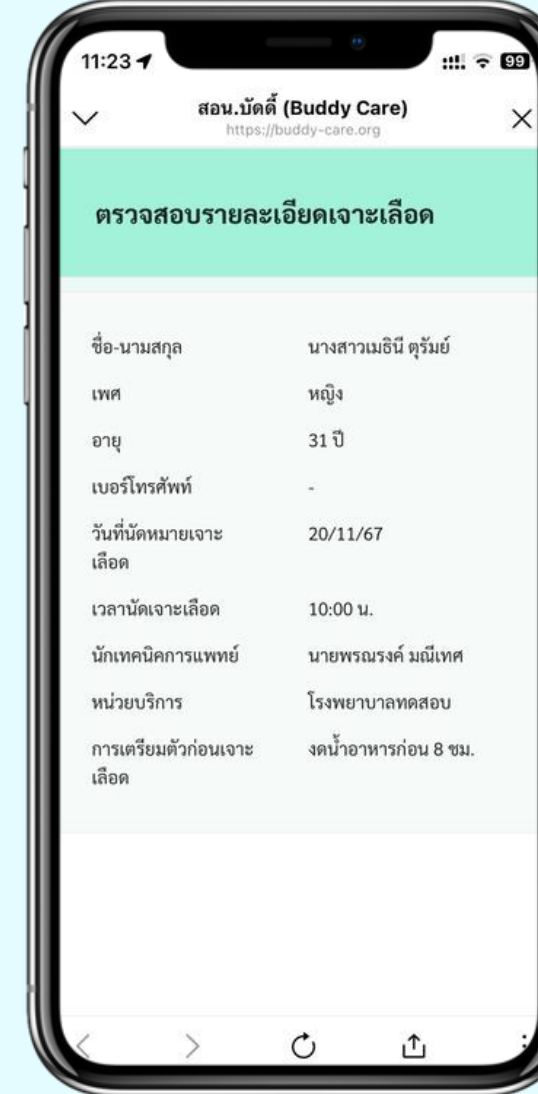 11:23
99
สอน.บัดดี้ (Buddy Care)
https://buddy-care.org
ตรวจสอบรายละเอียดเจาะเลือด
ชื่อ-นามสกุล นางสาวเมธินี ตุรัมย์
เพศ หญิง
อายุ 31 ปี
เบอร์โทรศัพท์ -
วันที่นัดหมายเจาะ 20/11/67
เลือด
เวลานัดเจาะเลือด 10:00 น.
นักเทคนิคการแพทย์ นายพรณรงค์ มณีเทศ
หน่วยบริการ โรงพยาบาลทดสอบ
การเตรียมตัวก่อนเจาะ งดน้ำอาหารก่อน 8 ชม.
เลือด